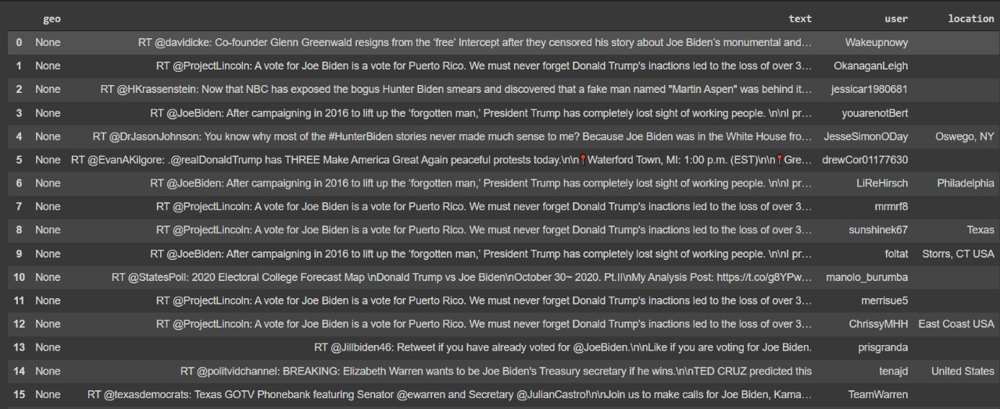 geo text user location
0 None RT @davidicke: Co-founder Glenn Greenwald resigns from the ‘free’ Intercept after they censored his story about Joe Biden’s monumental and… Wakeupnowy
1 None RT @ProjectLincoln: A vote for Joe Biden is a vote for Puerto Rico. We must never forget Donald Trump's inactions led to the loss of over 3… OkanaganLeigh
2 None RT @HKrassenstein: Now that NBC has exposed the bogus Hunter Biden smears and discovered that a fake man named "Martin Aspen" was behind it… jessicar1980681
3 None RT @JoeBiden: After campaigning in 2016 to lift up the ‘forgotten man,’ President Trump has completely lost sight of working people. \n\nI pr… youarenotBert
4 None RT @DrJasonJohnson: You know why most of the #HunterBiden stories never made much sense to me? Because Joe Biden was in the White House fro… JesseSimonODay Oswego, NY
5 None RT @EvanAKilgore: .@realDonaldTrump has THREE Make America Great Again peaceful protests today.\n\n📍Waterford Town, MI: 1:00 p.m. (EST)\n\n📍Gre… drewCor01177630
6 None RT @JoeBiden: After campaigning in 2016 to lift up the ‘forgotten man,’ President Trump has completely lost sight of working people. \n\nI pr… LiReHirsch Philadelphia
7 None RT @ProjectLincoln: A vote for Joe Biden is a vote for Puerto Rico. We must never forget Donald Trump's inactions led to the loss of over 3… mrmrf8
8 None RT @ProjectLincoln: A vote for Joe Biden is a vote for Puerto Rico. We must never forget Donald Trump's inactions led to the loss of over 3… sunshinek67 Texas
9 None RT @JoeBiden: After campaigning in 2016 to lift up the ‘forgotten man,’ President Trump has completely lost sight of working people. \n\nI pr… foltat Storrs, CT USA
10 None RT @StatesPoll: 2020 Electoral College Forecast Map \nDonald Trump vs Joe Biden\nOctober 30~ 2020. Pt.II\nMy Analysis Post: https://t.co/g8YPw… manolo_burumba
11 None RT @ProjectLincoln: A vote for Joe Biden is a vote for Puerto Rico. We must never forget Donald Trump's inactions led to the loss of over 3… merrisue5
12 None RT @ProjectLincoln: A vote for Joe Biden is a vote for Puerto Rico. We must never forget Donald Trump's inactions led to the loss of over 3… ChrissyMHH East Coast USA
13 None RT @Jillbiden46: Retweet if you have already voted for @JoeBiden.\n\nLike if you are voting for Joe Biden. prisgranda
14 None RT @politvidchannel: BREAKING: Elizabeth Warren wants to be Joe Biden's Treasury secretary if he wins.\n\nTED CRUZ predicted this tenajd United States
15 None RT @texasdemocrats: Texas GOTV Phonebank featuring Senator @ewarren and Secretary @JulianCastro!\n\nJoin us to make calls for Joe Biden, Kama… TeamWarren